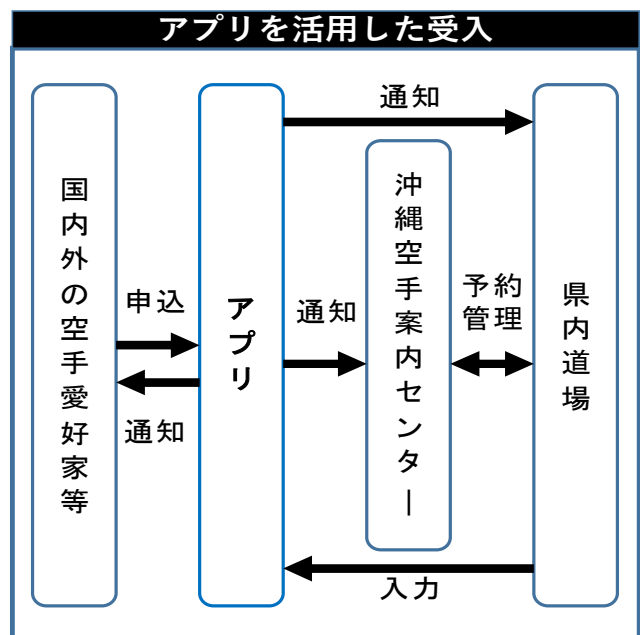 アプリを活用した受入
国内外の空手愛好家等
申込
通知
アプリ
通知
通知
沖縄空手案内センター
予約
管理
県内道場
入力